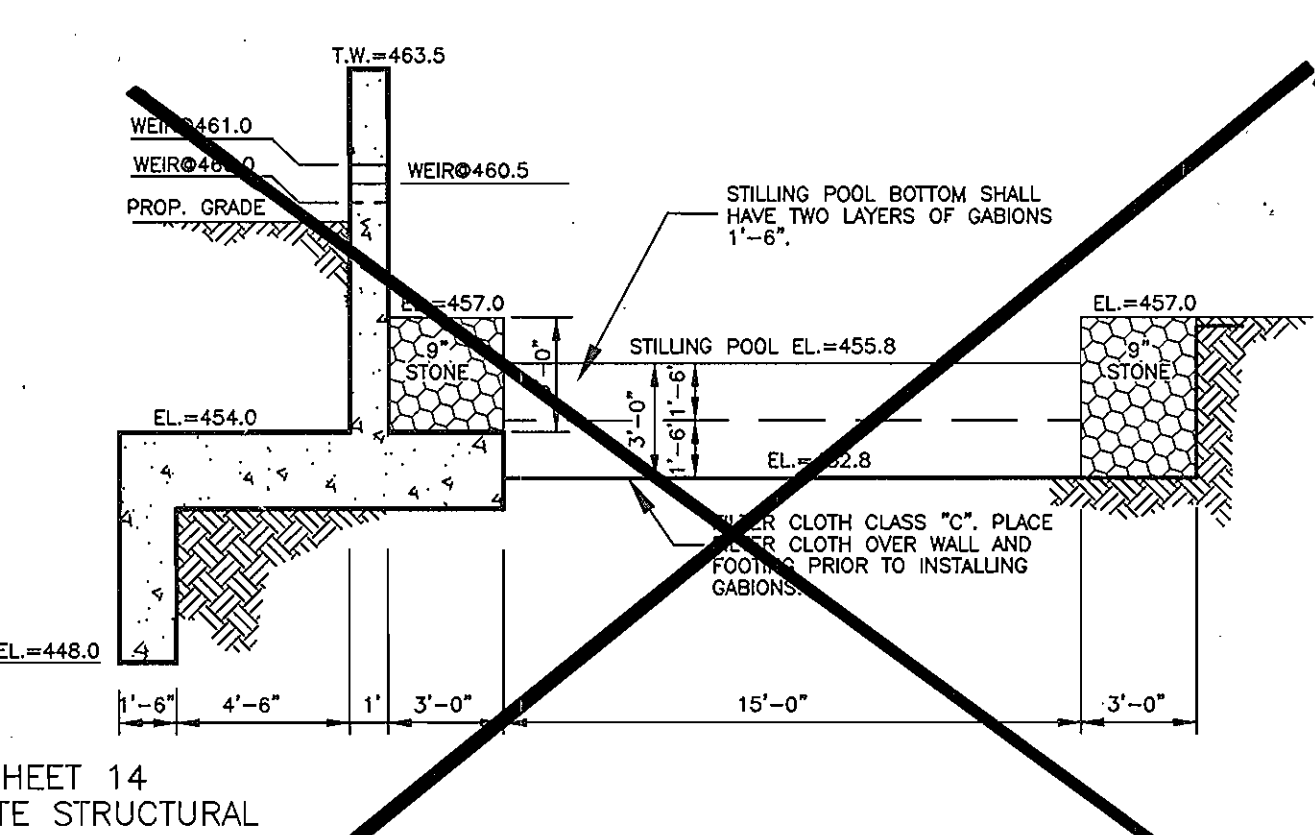 T.W.=463.5
WEIR@461.0
WEIR@460.5
PROP. GRADE
STILLING POOL BOTTOM SHALL
HAVE TWO LAYERS OF GABIONS
1'-6".
EL.=457.0
EL.=457.0
9"
STONE
STILLING POOL EL.=455.8
9"
STONE
3'-0"
1'-6"
1'-6"
EL.=454.0
FILTER CLOTH CLASS "C". PLACE
FILTER CLOTH OVER WALL AND
FOOTING PRIOR TO INSTALLING
GABIONS.
EL.=448.0
1'-6"
4'-6"
1'
3'-0"
15'-0"
3'-0"
HEET 14
TE STRUCTURAL